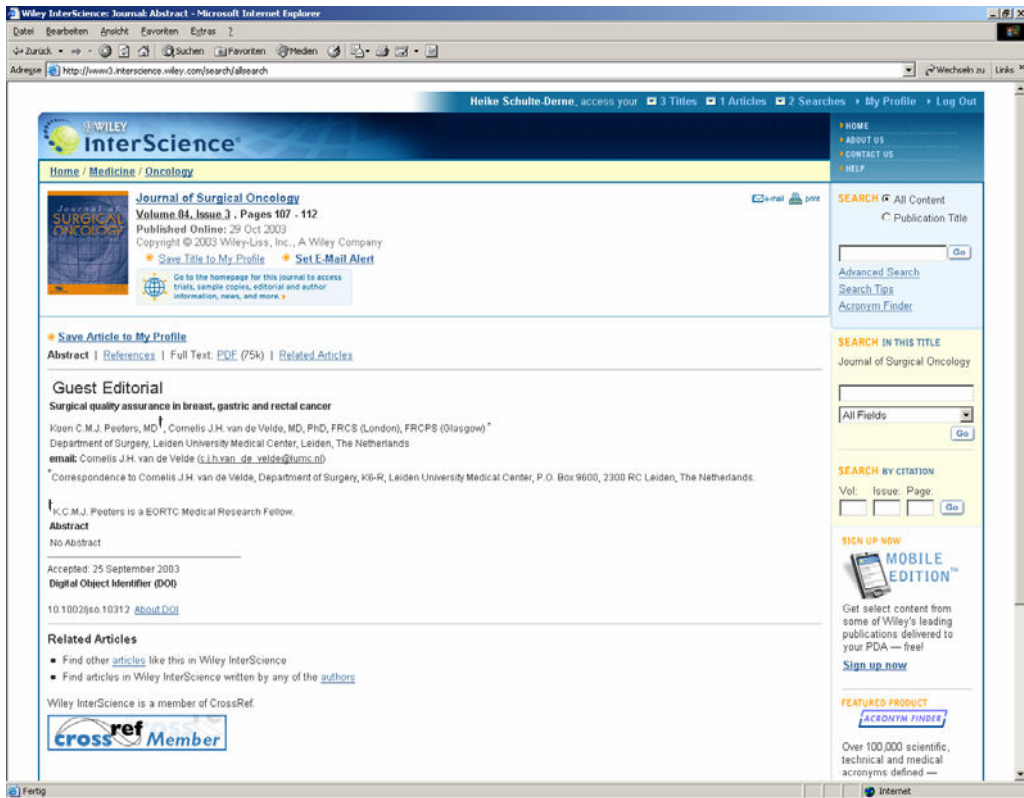 Wiley InterScience: Journal: Abstract - Microsoft Internet Explorer
Datei Bearbeiten Ansicht Favoriten Extras ?
Zurück Suchen Favoriten Medien
Adresse http://www3.interscience.wiley.com/search/allsearch Wechseln zu Links »
Heike Schulte-Derne, access your 3 Titles 1 Articles 2 Searches My Profile Log Out
WILEY
InterScience®
HOME
ABOUT US
CONTACT US
HELP
Home / Medicine / Oncology
Journal of
SURGICAL
ONCOLOGY
Journal of Surgical Oncology
Volume 84, Issue 3 , Pages 107 - 112
Published Online: 29 Oct 2003
Copyright © 2003 Wiley-Liss, Inc., A Wiley Company
Save Title to My Profile Set E-Mail Alert
Go to the homepage for this journal to access
trials, sample copies, editorial and author
information, news, and more.
e-mail print
SEARCH All Content
Publication Title
Go
Advanced Search
Search Tips
Acronym Finder
Save Article to My Profile
Abstract | References | Full Text: PDF (75k) | Related Articles
Guest Editorial
Surgical quality assurance in breast, gastric and rectal cancer
Koen C.M.J. Peeters, MD†, Cornelis J.H. van de Velde, MD, PhD, FRCS (London), FRCPS (Glasgow) *
Department of Surgery, Leiden University Medical Center, Leiden, The Netherlands
email: Cornelis J.H. van de Velde (c.j.h.van_de_velde@lumc.nl)
*Correspondence to Cornelis J.H. van de Velde, Department of Surgery, K6-R, Leiden University Medical Center, P.O. Box 9600, 2300 RC Leiden, The Netherlands.
†K.C.M.J. Peeters is a EORTC Medical Research Fellow.
Abstract
No Abstract
Accepted: 25 September 2003
Digital Object Identifier (DOI)
10.1002/jso.10312 About DOI
Related Articles
Find other articles like this in Wiley InterScience
Find articles in Wiley InterScience written by any of the authors
Wiley InterScience is a member of CrossRef.
cross ref Member
SEARCH IN THIS TITLE
Journal of Surgical Oncology
All Fields
Go
SEARCH BY CITATION
Vol: Issue: Page:
Go
SIGN UP NOW
MOBILE
EDITION™
Get select content from
some of Wiley's leading
publications delivered to
your PDA — free!
Sign up now
FEATURED PRODUCT
ACRONYM FINDER
Over 100,000 scientific,
technical and medical
acronyms defined —
Fertig Internet